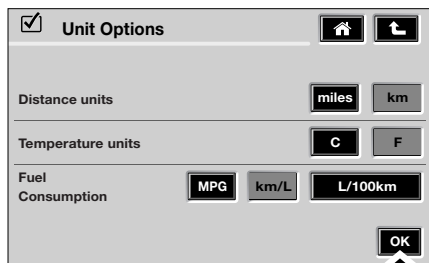 Unit Options
Distance units
miles
km
Temperature units
C
F
Fuel
Consumption
MPG
km/L
L/100km
OK